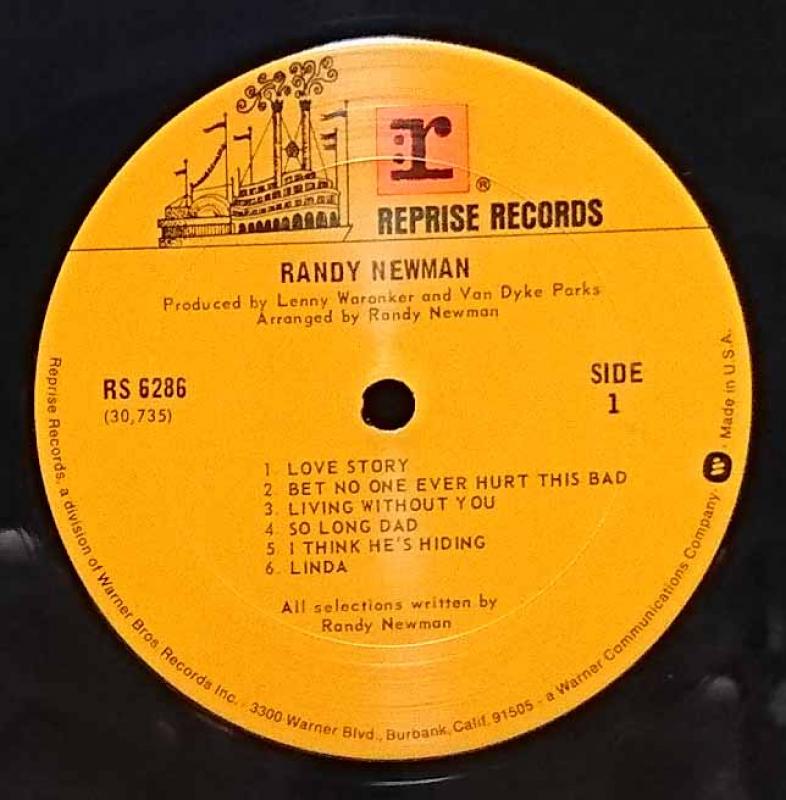 r
®
REPRISE RECORDS
RANDY NEWMAN
Produced by Lenny Waronker and Van Dyke Parks
Arranged by Randy Newman
RS 6286
(30,735)
SIDE
1
1. LOVE STORY
2. BET NO ONE EVER HURT THIS BAD
3. LIVING WITHOUT YOU
4. SO LONG DAD
5. I THINK HE'S HIDING
6. LINDA
All selections written by
Randy Newman
Reprise Records, a division of Warner Bros. Records Inc. · 3300 Warner Blvd., Burbank, Calif. 91505 · a Warner Communications Company · Made in U.S.A.